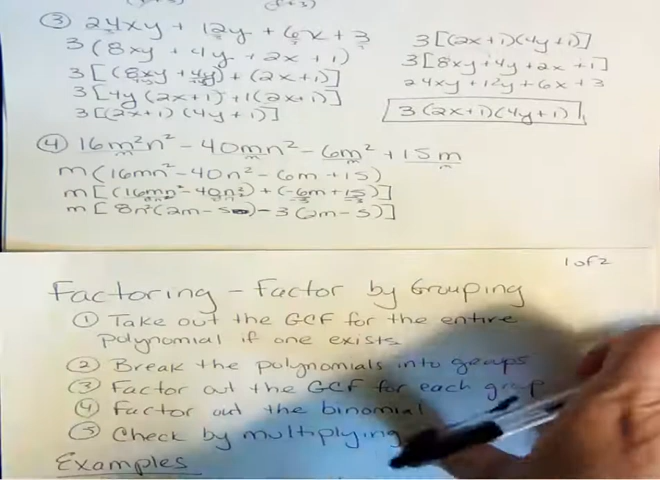 ③ 24xy + 12y + 6x + 3
3(8xy + 4y + 2x + 1)
3[(8xy + 4y) + (2x + 1)]
3[4y(2x+1) + 1(2x+1)]
3[(2x+1)(4y+1)]
3[(2x+1)(4y+1)]
3[8xy + 4y + 2x + 1]
24xy + 12y + 6x + 3
3(2x+1)(4y+1)
④ 16m²n² - 40mn² - 6m² + 15m
m(16mn² - 40n² - 6m + 15)
m[(16mn² - 40n²) + (-6m + 15)]
m[8n²(2m - 5) - 3(2m - 5)]
1 of 2
Factoring - Factor by Grouping
① Take out the GCF for the entire
polynomial if one exists
② Break the polynomials into groups
③ Factor out the GCF for each group
④ Factor out the binomial
⑤ Check by multiplying
Examples